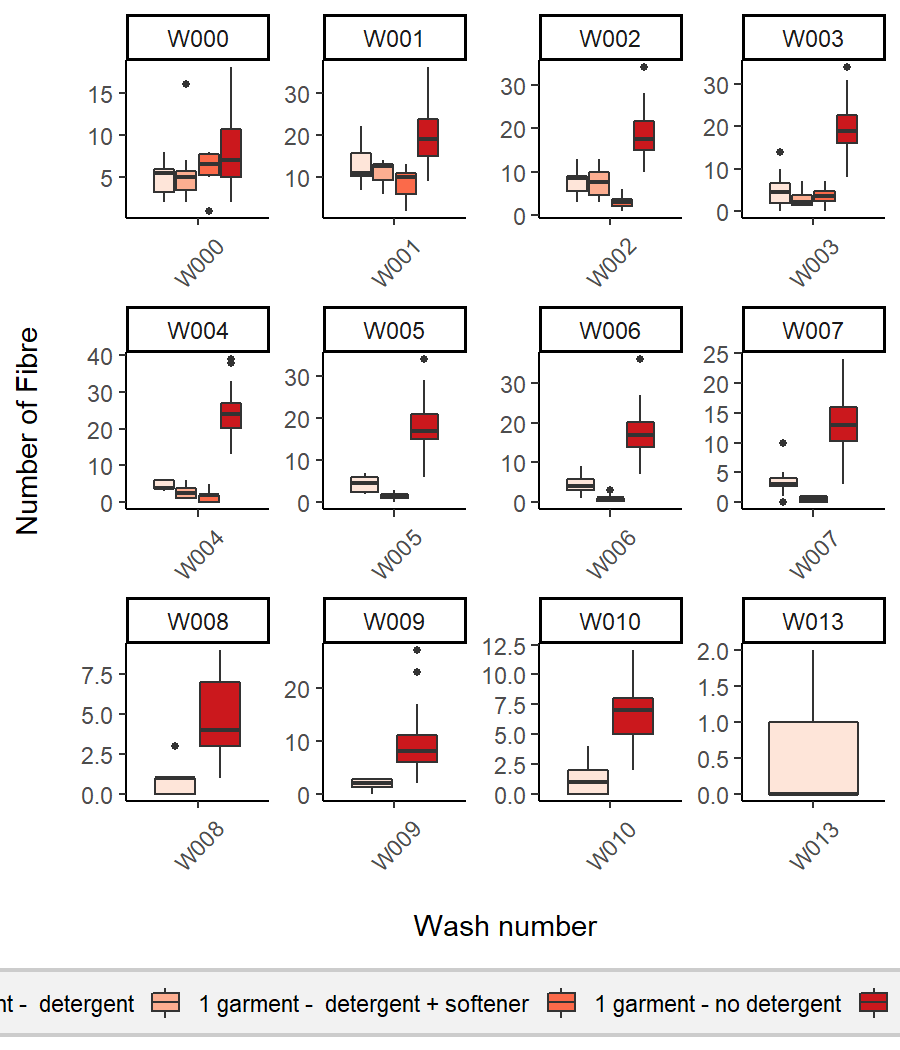 W000 W001 W002 W003
15 30 30 30
10 20 20 20
5 10 10 10
0 0
W000 W001 W002 W003
Number of Fibre
W004 W005 W006 W007
40 30 30 25
30 20 20 20
20 10 10 15
10 0 0 10
0 5
0
W004 W005 W006 W007
W008 W009 W010 W013
7.5 20 12.5 2.0
5.0 10 10.0 1.5
2.5 0 7.5 1.0
0.0 5.0 0.5
2.5 0.0
0.0
W008 W009 W010 W013
Wash number
nt - detergent 1 garment - detergent + softener 1 garment - no detergent